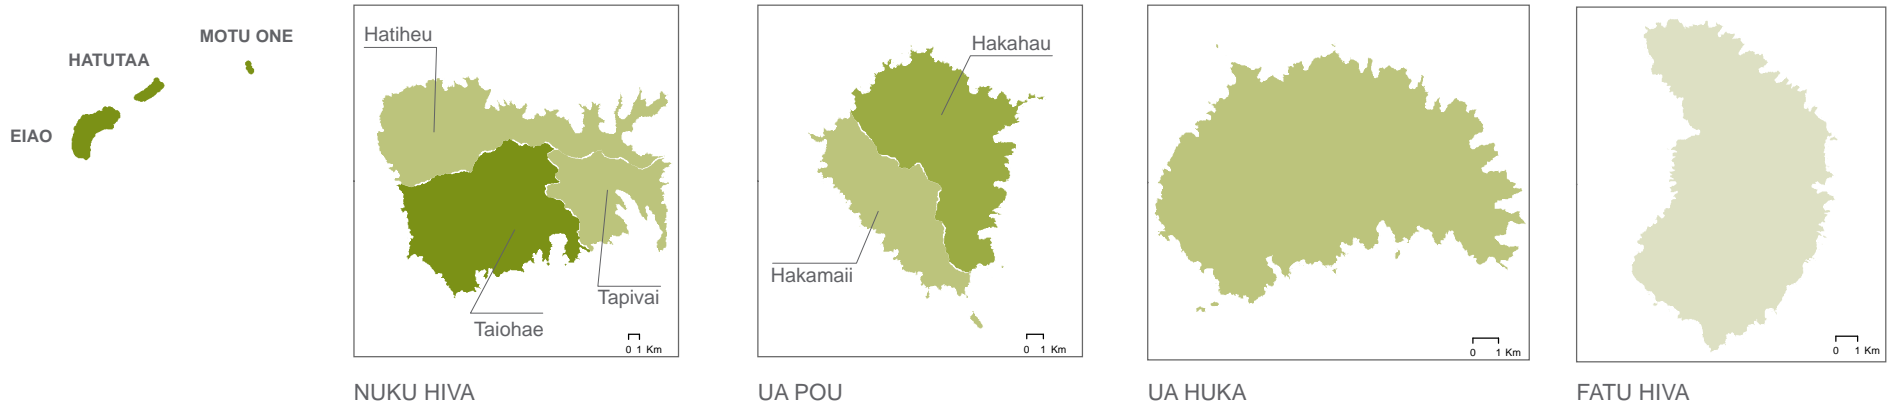 MOTU ONE
HATUTAA
EIAO
Hatiheu
Tapivai
Taiohae
0 1 Km
NUKU HIVA
Hakahau
Hakamaii
0 1 Km
UA POU
0 1 Km
UA HUKA
0 1 Km
FATU HIVA